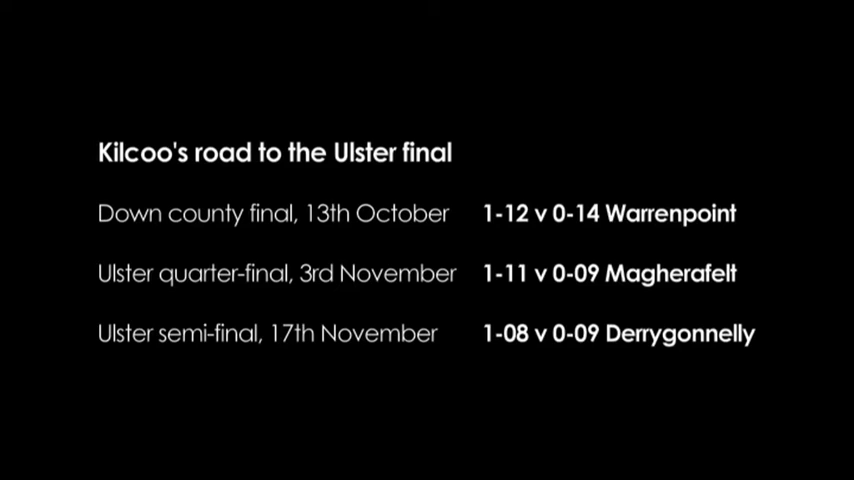 Kilcoo's road to the Ulster final
Down county final, 13th October 1-12 v 0-14 Warrenpoint
Ulster quarter-final, 3rd November 1-11 v 0-09 Magherafelt
Ulster semi-final, 17th November 1-08 v 0-09 Derrygonnelly